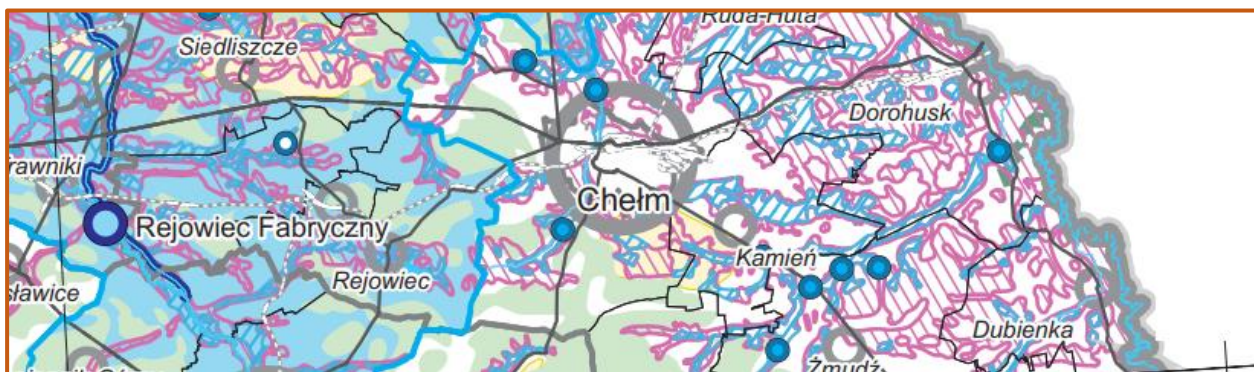 Ruda-Huta
Siedliszcze
Dorohusk
rawniki
Chełm
Rejowiec Fabryczny
Kamień
Rejowiec
sławice
Dubienka
Żmudź